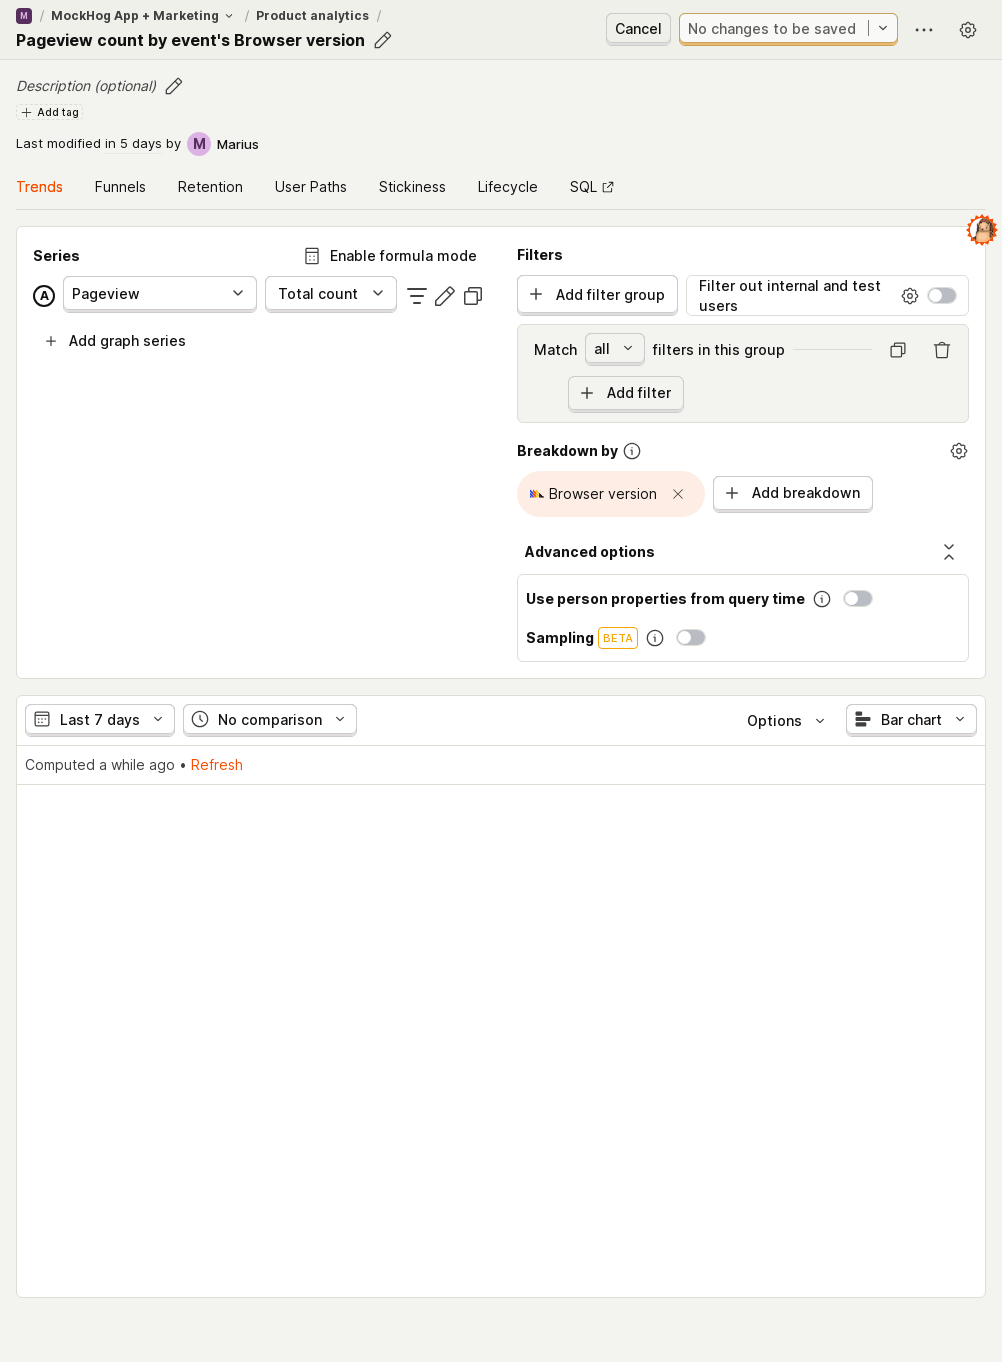 M / MockHog App + Marketing / Product analytics /
Pageview count by event's Browser version
Cancel
No changes to be saved
Description (optional)
Add tag
Last modified in 5 days by M Marius
Trends Funnels Retention User Paths Stickiness Lifecycle SQL
Series
Enable formula mode
A Pageview Total count
Add graph series
Filters
Add filter group
Filter out internal and test
users
Match all filters in this group
Add filter
Breakdown by
Browser version
Add breakdown
Advanced options
Use person properties from query time
Sampling BETA
Last 7 days No comparison Options Bar chart
Computed a while ago • Refresh